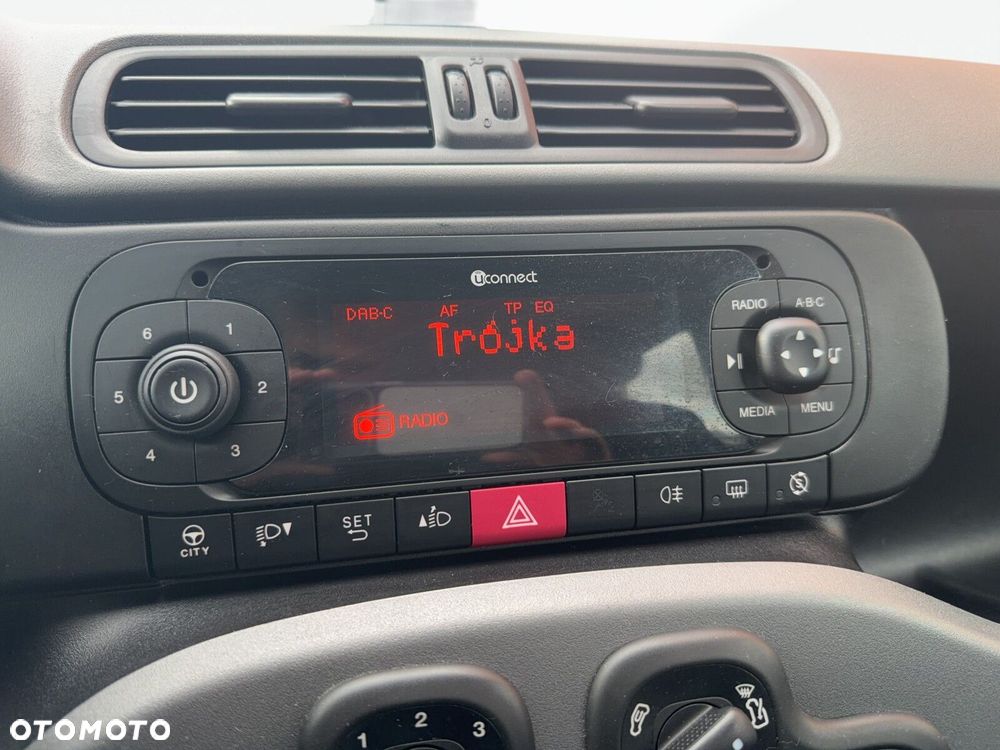 uconnect
DAB-C AF TP EQ
Trójka
RADIO
6 1
5 2
4 3
RADIO A·B·C
MEDIA MENU
CITY
SET
1 2 3
OTOMOTO